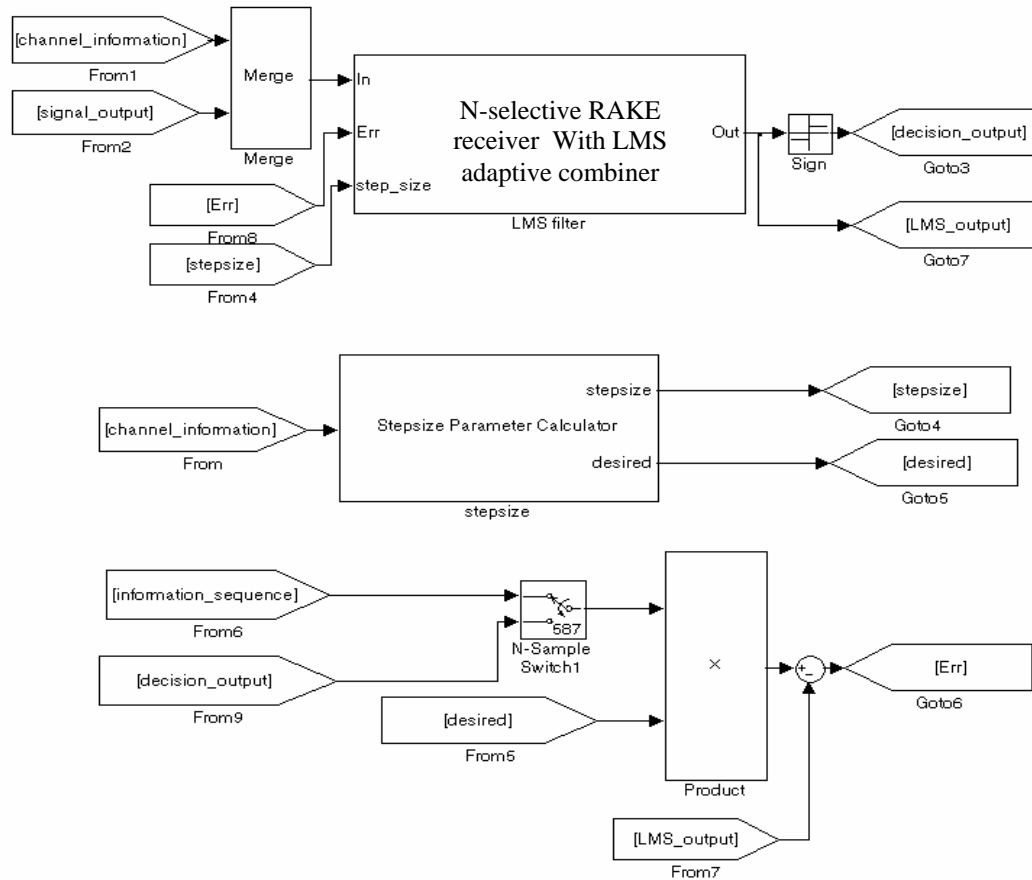 [channel_information]
From1
[signal_output]
From2
Merge
Merge
[Err]
From8
[stepsize]
From4
In
Err
step_size
N-selective RAKE
receiver With LMS
adaptive combiner
Out
LMS filter
Sign
[decision_output]
Goto3
[LMS_output]
Goto7
[channel_information]
From
Stepsize Parameter Calculator
stepsize
desired
stepsize
[stepsize]
Goto4
[desired]
Goto5
[information_sequence]
From6
[decision_output]
From9
587
N-Sample
Switch1
[desired]
From5
×
Product
+
−
[Err]
Goto6
[LMS_output]
From7